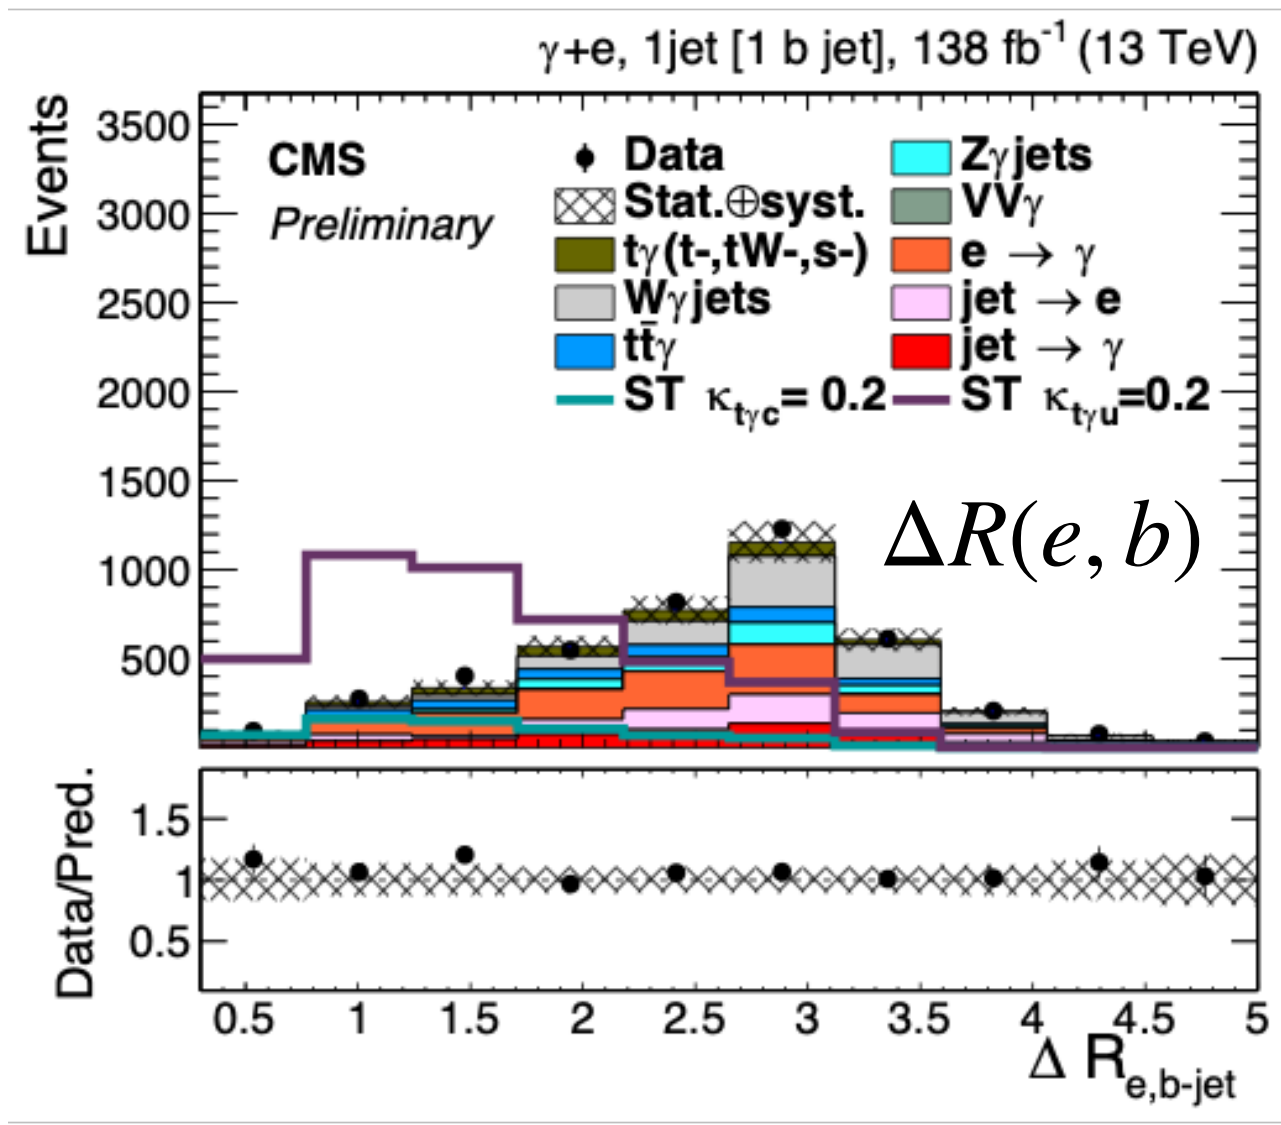 γ+e, 1jet [1 b jet], 138 fb⁻¹ (13 TeV)
Events
3500
3000
2500
2000
1500
1000
500
CMS
Preliminary
Data
Stat.⊕syst.
tγ(t-,tW-,s-)
Wγjets
tt̄γ
ST κ_tγc= 0.2
Zγjets
VVγ
e → γ
jet → e
jet → γ
ST κ_tγu=0.2
ΔR(e, b)
Data/Pred.
1.5
1
0.5
0.5 1 1.5 2 2.5 3 3.5 4 4.5 5
Δ R_e,b-jet